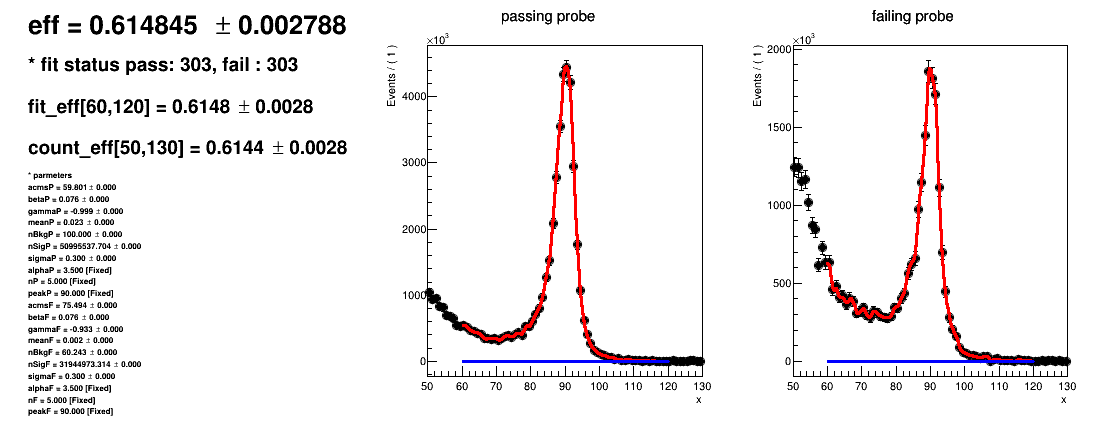 eff = 0.614845 ± 0.002788
* fit status pass: 303, fail : 303
fit_eff[60,120] = 0.6148 ± 0.0028
count_eff[50,130] = 0.6144 ± 0.0028
* parmeters
acmsP = 59.801 ± 0.000
betaP = 0.076 ± 0.000
gammaP = -0.999 ± 0.000
meanP = 0.023 ± 0.000
nBkgP = 100.000 ± 0.000
nSigP = 50995537.704 ± 0.000
sigmaP = 0.300 ± 0.000
alphaP = 3.500 [Fixed]
nP = 5.000 [Fixed]
peakP = 90.000 [Fixed]
acmsF = 75.494 ± 0.000
betaF = 0.076 ± 0.000
gammaF = -0.933 ± 0.000
meanF = 0.002 ± 0.000
nBkgF = 60.243 ± 0.000
nSigF = 31944973.314 ± 0.000
sigmaF = 0.300 ± 0.000
alphaF = 3.500 [Fixed]
nF = 5.000 [Fixed]
peakF = 90.000 [Fixed]
passing probe
×10³
Events / ( 1 )
4000
3000
2000
1000
0
50 60 70 80 90 100 110 120 130
x
failing probe
×10³
Events / ( 1 )
2000
1500
1000
500
0
50 60 70 80 90 100 110 120 130
x